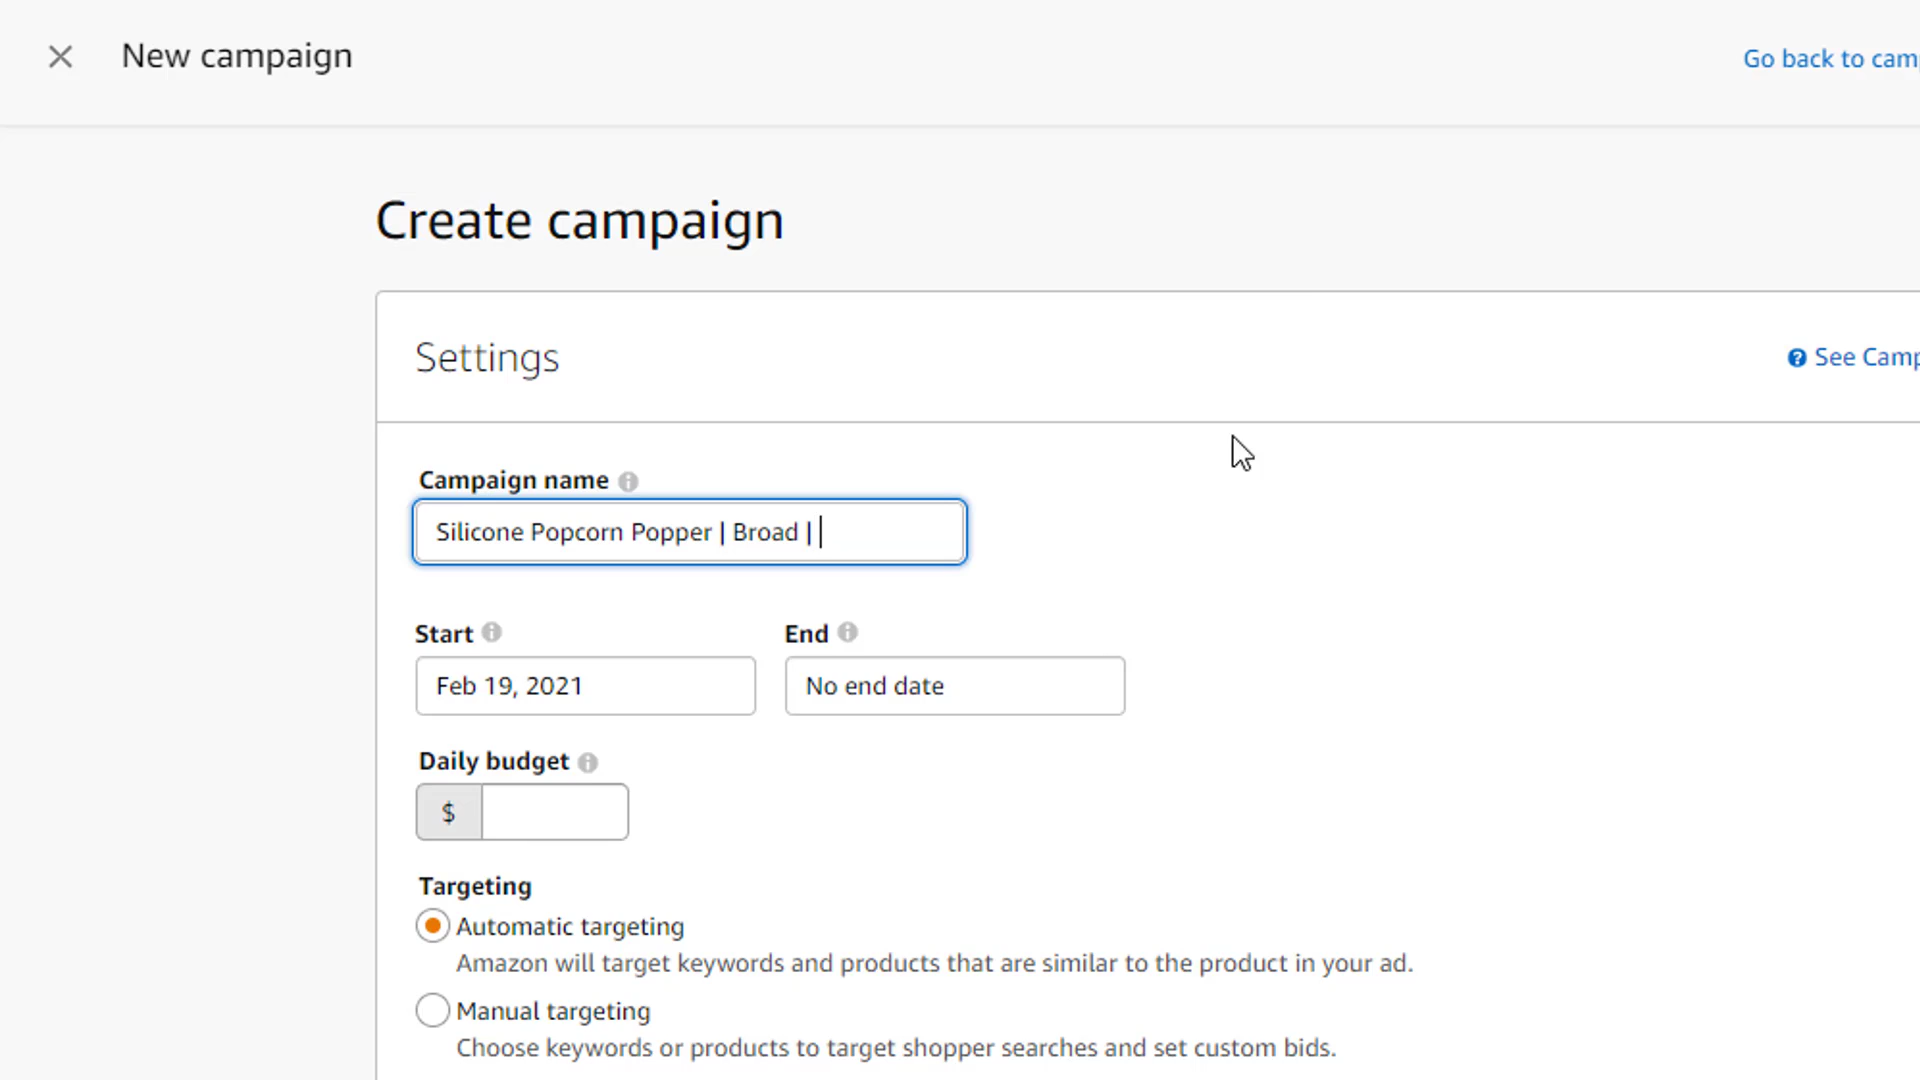 New campaign
Go back to cam
Create campaign
Settings
See Camp
Campaign name
Silicone Popcorn Popper | Broad |
Start
End
Feb 19, 2021
No end date
Daily budget
$
Targeting
Automatic targeting
Amazon will target keywords and products that are similar to the product in your ad.
Manual targeting
Choose keywords or products to target shopper searches and set custom bids.